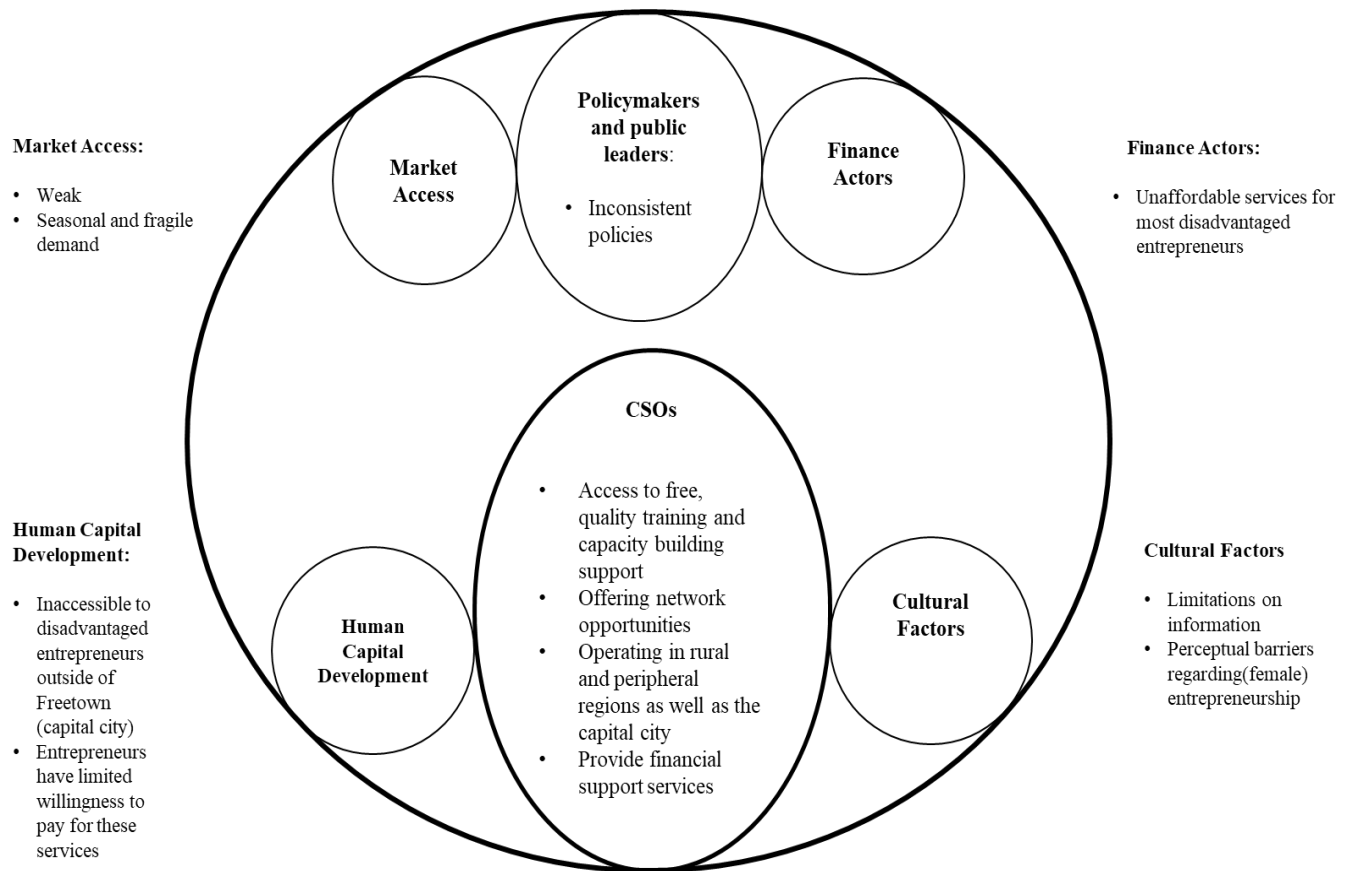 Market Access:
• Weak
• Seasonal and fragile
demand
Market
Access
Policymakers
and public
leaders:
• Inconsistent
policies
Finance
Actors
Finance Actors:
• Unaffordable services for
most disadvantaged
entrepreneurs
Human Capital
Development:
• Inaccessible to
disadvantaged
entrepreneurs
outside of
Freetown
(capital city)
• Entrepreneurs
have limited
willingness to
pay for these
services
Human
Capital
Development
CSOs
• Access to free,
quality training and
capacity building
support
• Offering network
opportunities
• Operating in rural
and peripheral
regions as well as the
capital city
• Provide financial
support services
Cultural
Factors
Cultural Factors
• Limitations on
information
• Perceptual barriers
regarding(female)
entrepreneurship